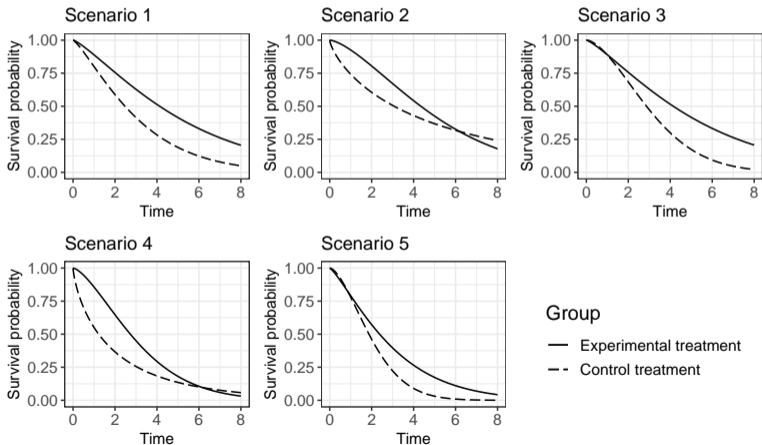 Scenario 1
Survival probability
1.00
0.75
0.50
0.25
0.00
0 2 4 6 8
Time
Scenario 2
Survival probability
1.00
0.75
0.50
0.25
0.00
0 2 4 6 8
Time
Scenario 3
Survival probability
1.00
0.75
0.50
0.25
0.00
0 2 4 6 8
Time
Scenario 4
Survival probability
1.00
0.75
0.50
0.25
0.00
0 2 4 6 8
Time
Scenario 5
Survival probability
1.00
0.75
0.50
0.25
0.00
0 2 4 6 8
Time
Group
Experimental treatment
Control treatment